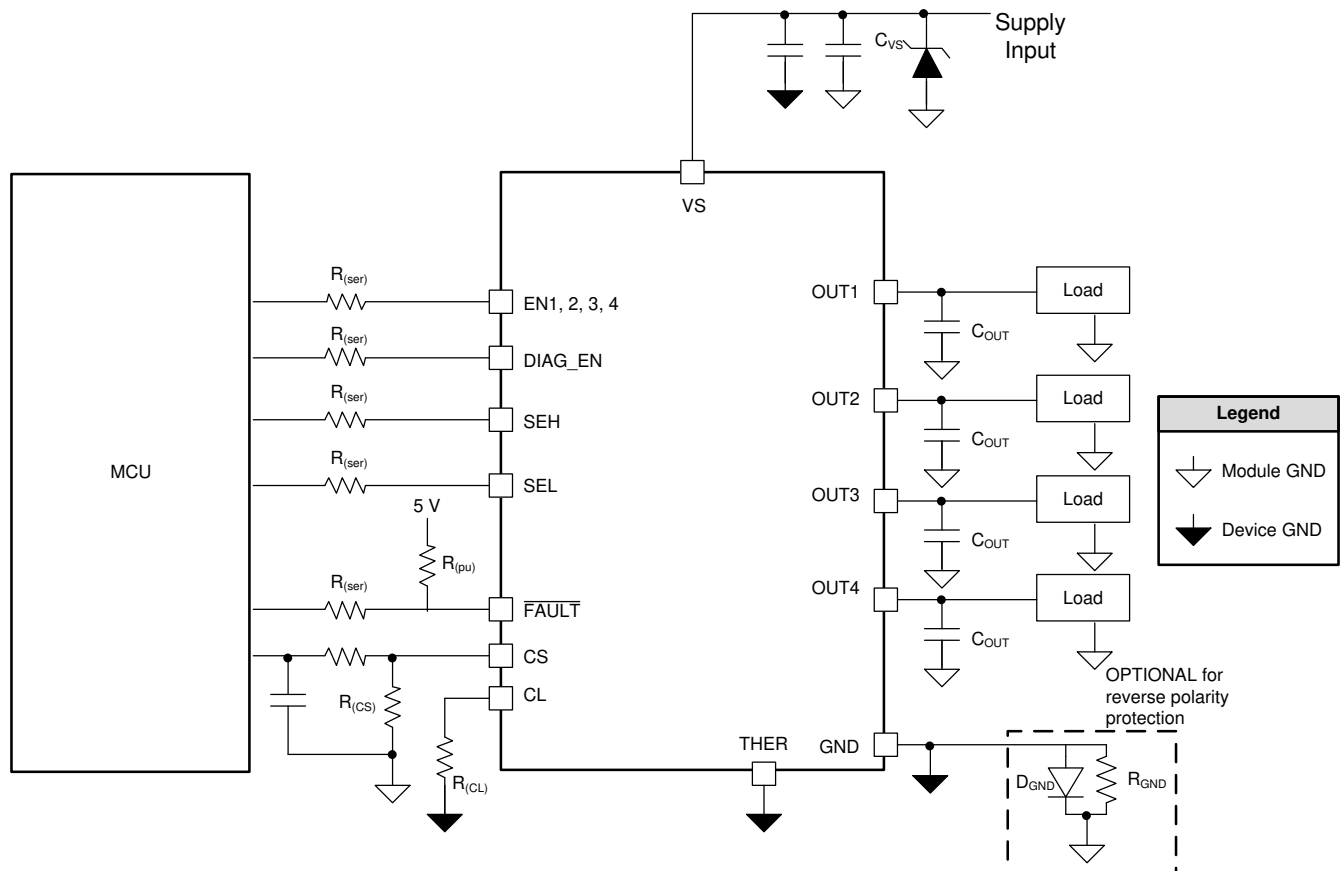 Supply
Input
C_VS
VS
MCU
R_(ser)
EN1, 2, 3, 4
R_(ser)
DIAG_EN
R_(ser)
SEH
R_(ser)
SEL
5 V
R_(pu)
R_(ser)
FAULT
CS
R_(CS)
CL
R_(CL)
THER
GND
OUT1
Load
C_OUT
OUT2
Load
C_OUT
OUT3
Load
C_OUT
OUT4
Load
C_OUT
Legend
Module GND
Device GND
OPTIONAL for
reverse polarity
protection
D_GND
R_GND